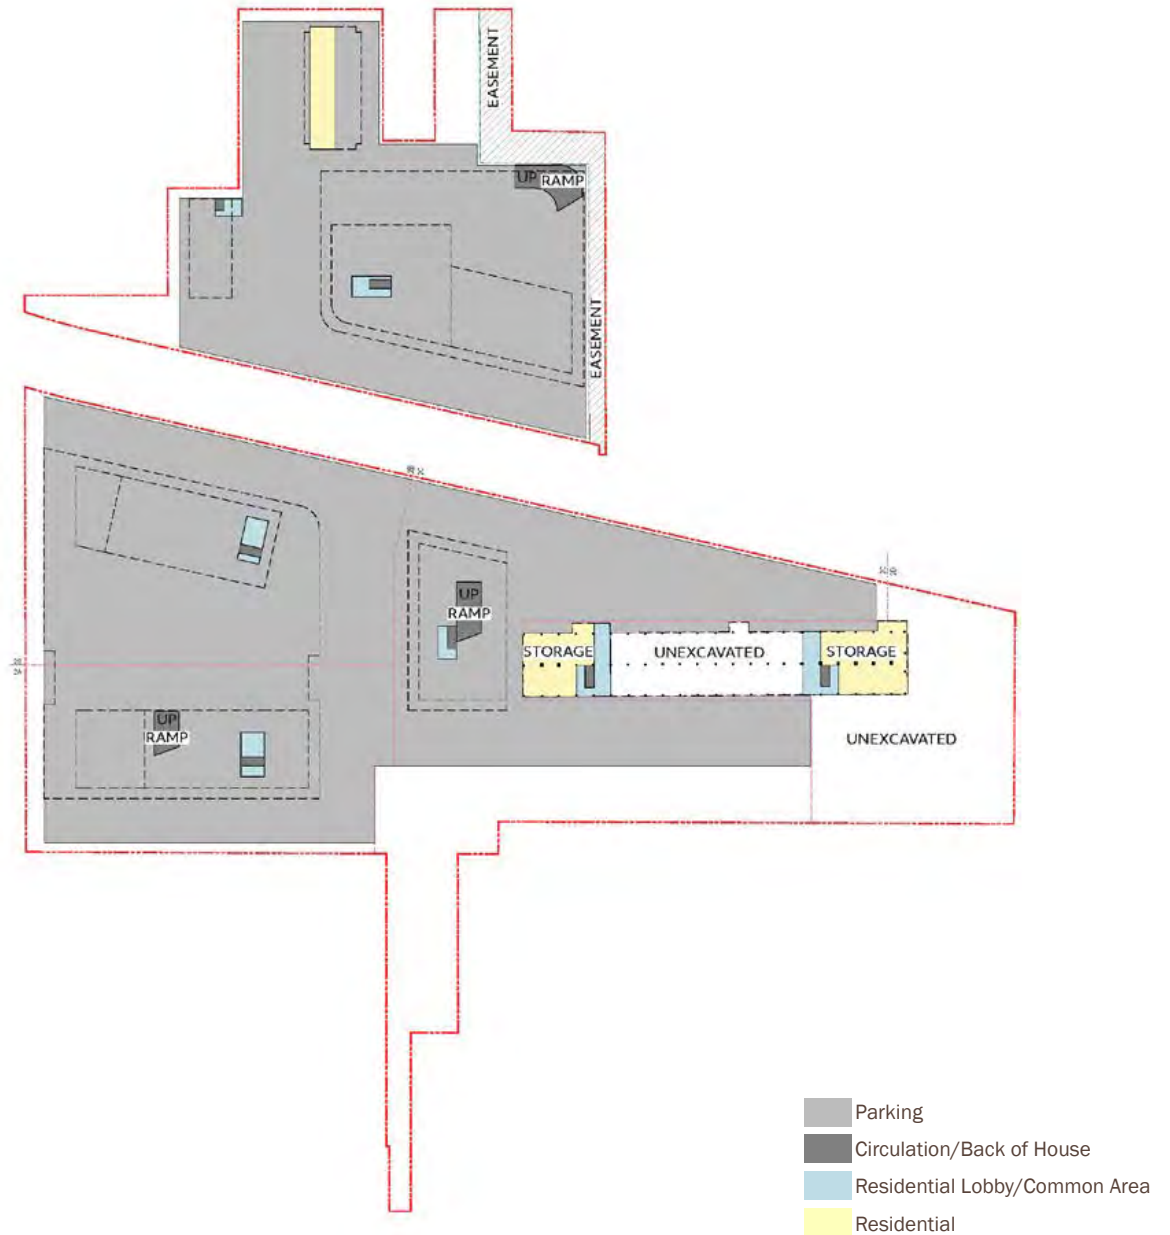 EASEMENT
UP RAMP
EASEMENT
UP
RAMP
STORAGE
UNEXCAVATED
STORAGE
UP
RAMP
UNEXCAVATED
Parking
Circulation/Back of House
Residential Lobby/Common Area
Residential